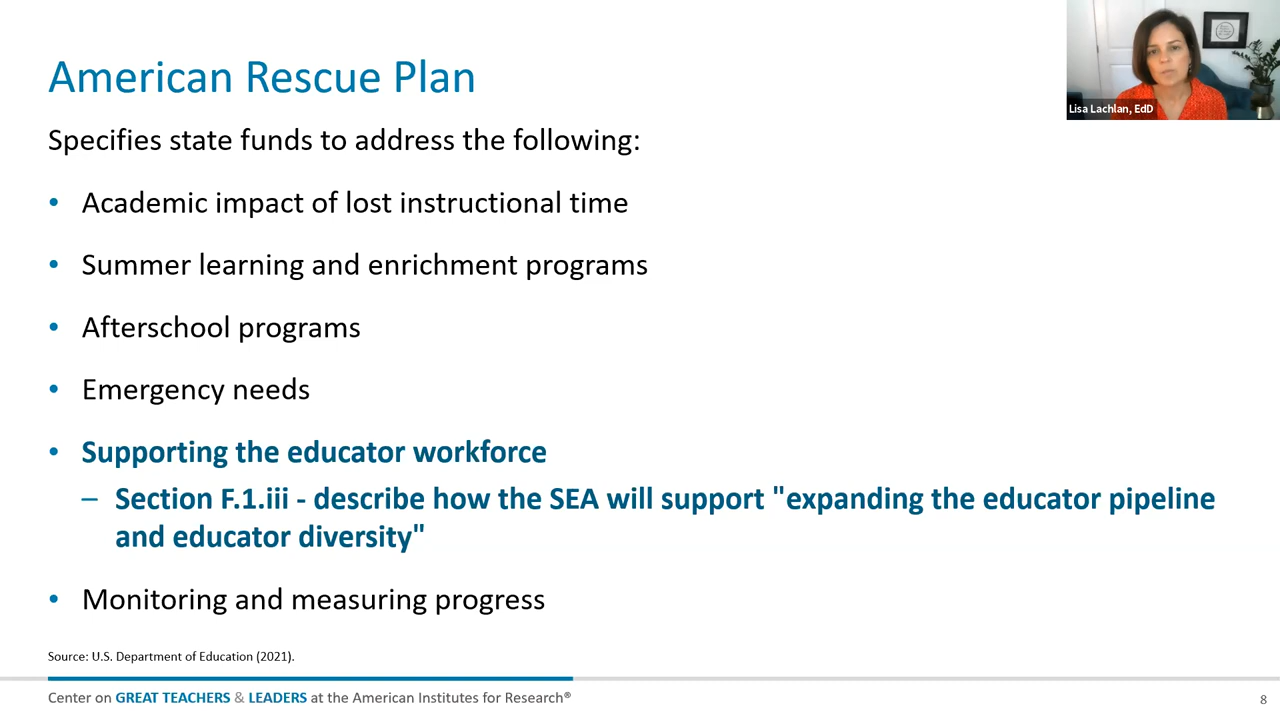 American Rescue Plan
Lisa Lachlan, EdD
Specifies state funds to address the following:
• Academic impact of lost instructional time
• Summer learning and enrichment programs
• Afterschool programs
• Emergency needs
• Supporting the educator workforce
– Section F.1.iii - describe how the SEA will support "expanding the educator pipeline
and educator diversity"
• Monitoring and measuring progress
Source: U.S. Department of Education (2021).
Center on GREAT TEACHERS & LEADERS at the American Institutes for Research®
8